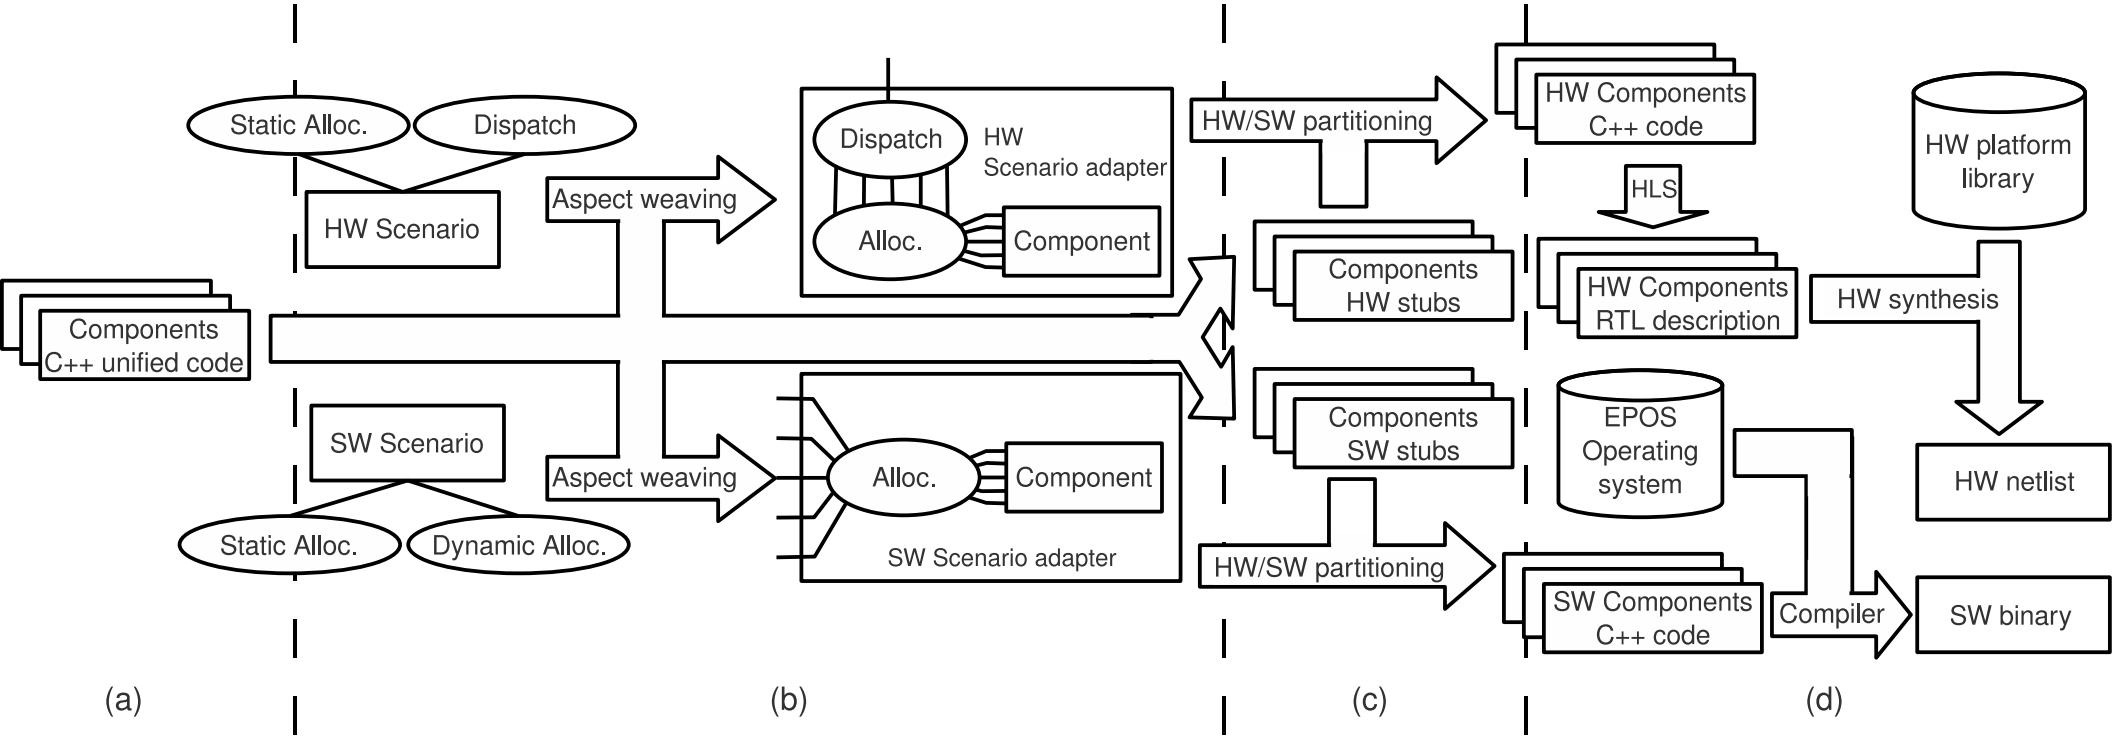 Static Alloc.
Dispatch
HW Scenario
Components
C++ unified code
SW Scenario
Static Alloc.
Dynamic Alloc.
Aspect weaving
Aspect weaving
Dispatch
HW
Scenario adapter
Alloc.
Component
Alloc.
Component
SW Scenario adapter
HW/SW partitioning
Components
HW stubs
Components
SW stubs
HW/SW partitioning
HW Components
C++ code
HLS
HW Components
RTL description
HW platform
library
HW synthesis
EPOS
Operating
system
HW netlist
SW Components
C++ code
Compiler
SW binary
(a)
(b)
(c)
(d)